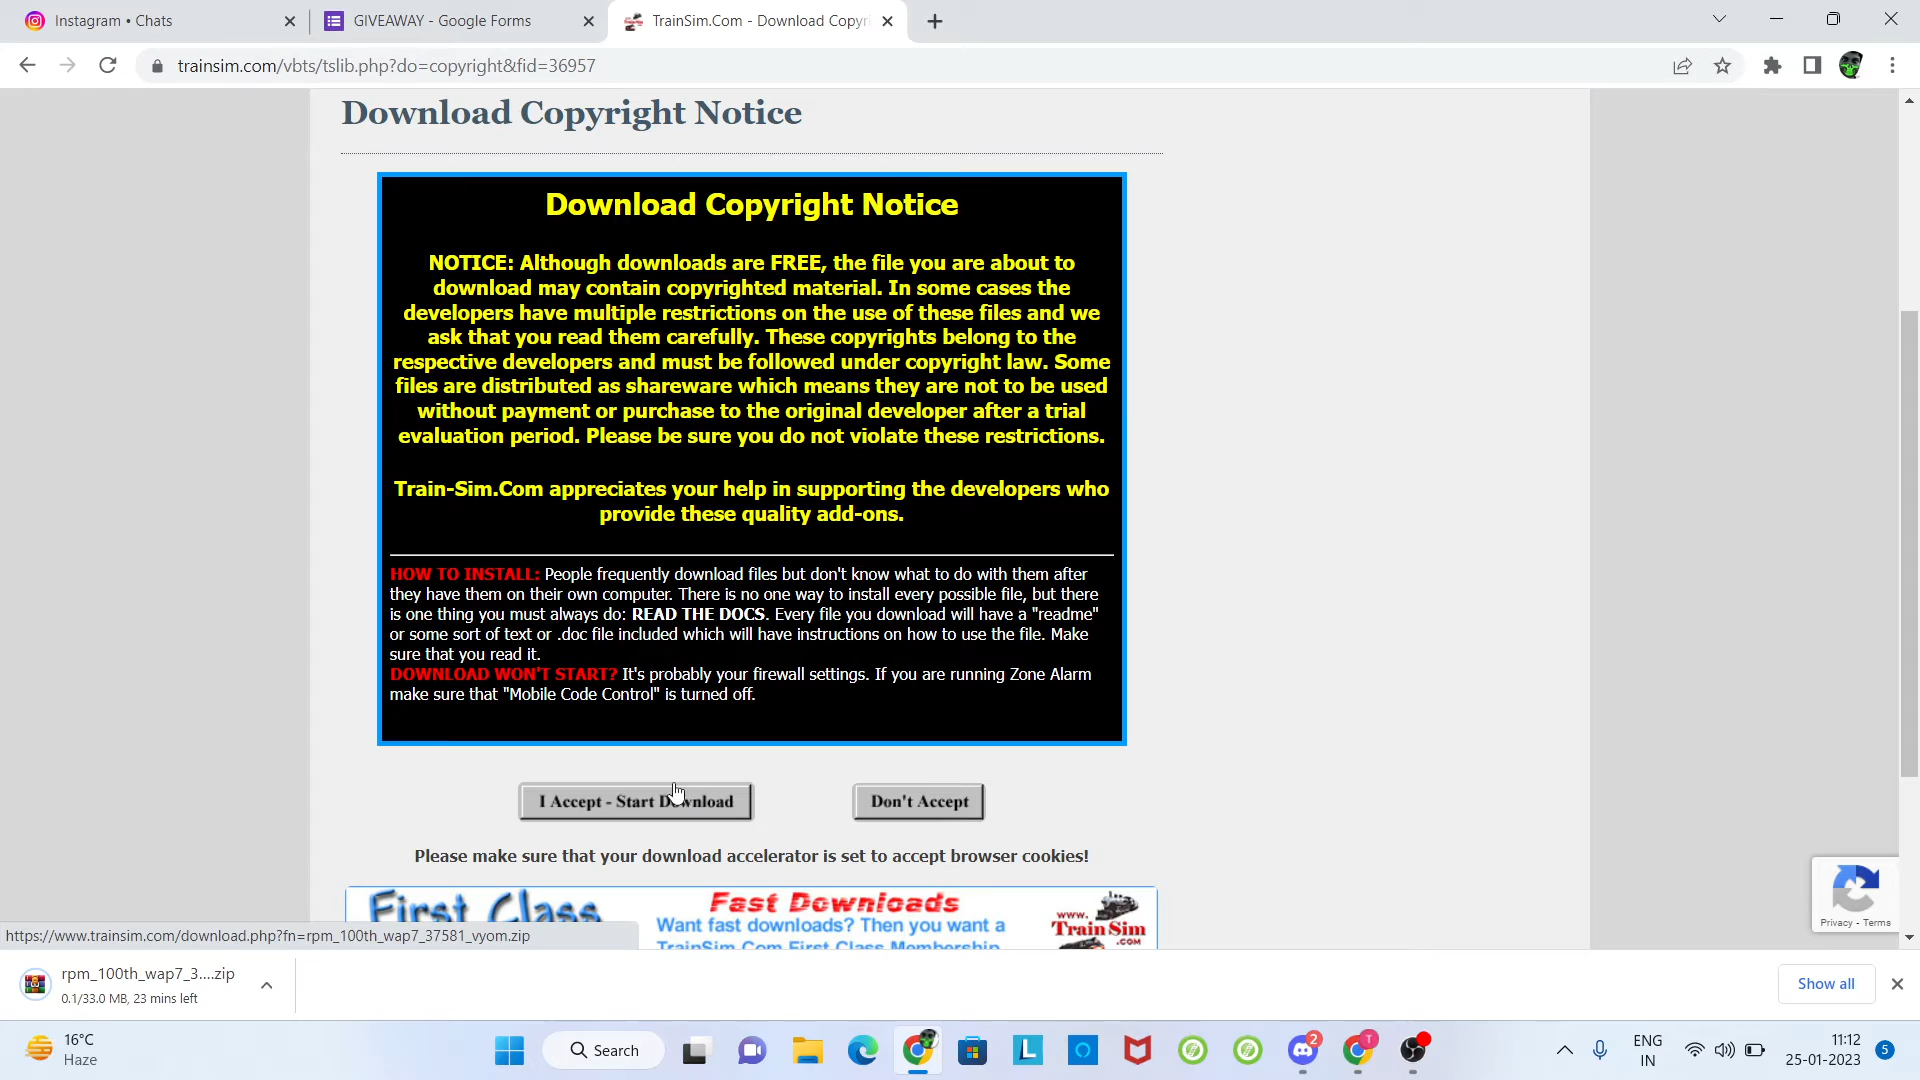 Instagram • Chats
GIVEAWAY - Google Forms
TrainSim.Com - Download Copyri
trainsim.com/vbts/tslib.php?do=copyright&fid=36957
Download Copyright Notice
Download Copyright Notice
NOTICE: Although downloads are FREE, the file you are about to
download may contain copyrighted material. In some cases the
developers have multiple restrictions on the use of these files and we
ask that you read them carefully. These copyrights belong to the
respective developers and must be followed under copyright law. Some
files are distributed as shareware which means they are not to be used
without payment or purchase to the original developer after a trial
evaluation period. Please be sure you do not violate these restrictions.
Train-Sim.Com appreciates your help in supporting the developers who
provide these quality add-ons.
HOW TO INSTALL: People frequently download files but don't know what to do with them after
they have them on their own computer. There is no one way to install every possible file, but there
is one thing you must always do: READ THE DOCS. Every file you download will have a "readme"
or some sort of text or .doc file included which will have instructions on how to use the file. Make
sure that you read it.
DOWNLOAD WON'T START? It's probably your firewall settings. If you are running Zone Alarm
make sure that "Mobile Code Control" is turned off.
I Accept - Start Download
Don't Accept
Please make sure that your download accelerator is set to accept browser cookies!
First Class
Fast Downloads
Want fast downloads? Then you want a
TrainSim.Com First Class Membership
www.
TrainSim
.COM
Privacy - Terms
https://www.trainsim.com/download.php?fn=rpm_100th_wap7_37581_vyom.zip
rpm_100th_wap7_3....zip
0.1/33.0 MB, 23 mins left
Show all
16°C
Haze
Search
L
2
T
ENG
IN
11:12
25-01-2023
5